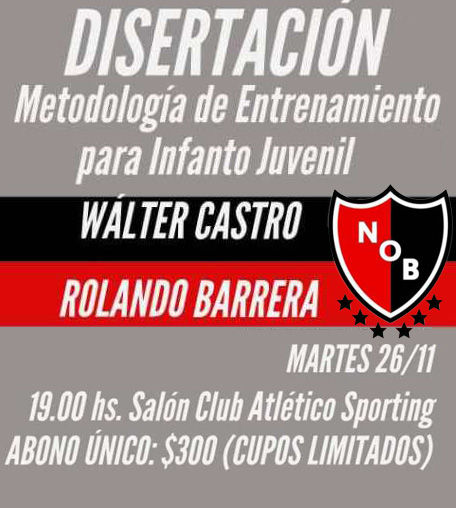 DISERTACIÓN
Metodología de Entrenamiento
para Infanto Juvenil
WÁLTER CASTRO
NOB
ROLANDO BARRERA
MARTES 26/11
19.00 hs. Salón Club Atlético Sporting
ABONO ÚNICO: $300 (CUPOS LIMITADOS)